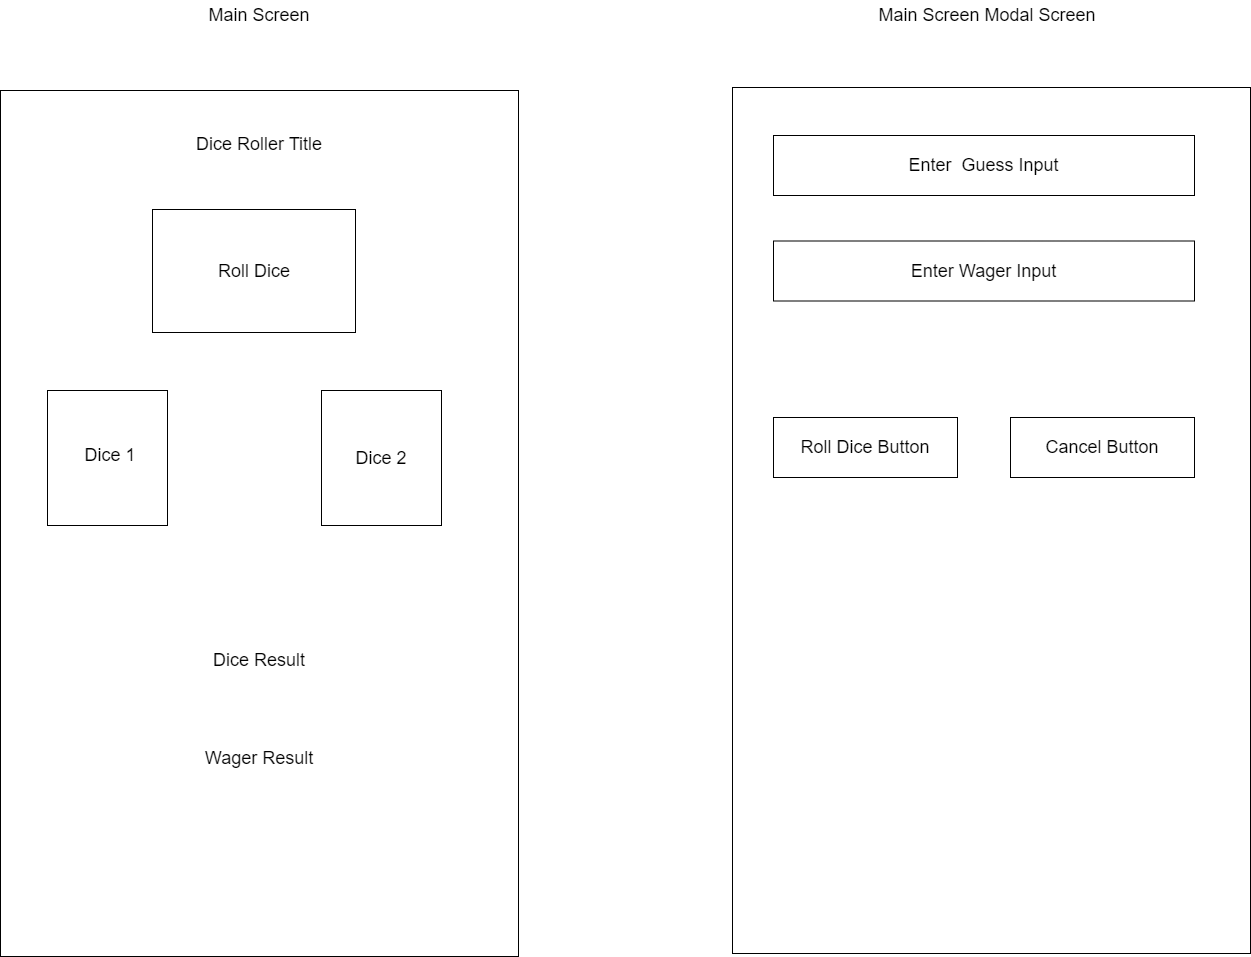 Main Screen
Dice Roller Title
Roll Dice
Dice 1
Dice 2
Dice Result
Wager Result
Main Screen Modal Screen
Enter  Guess Input
Enter Wager Input
Roll Dice Button
Cancel Button